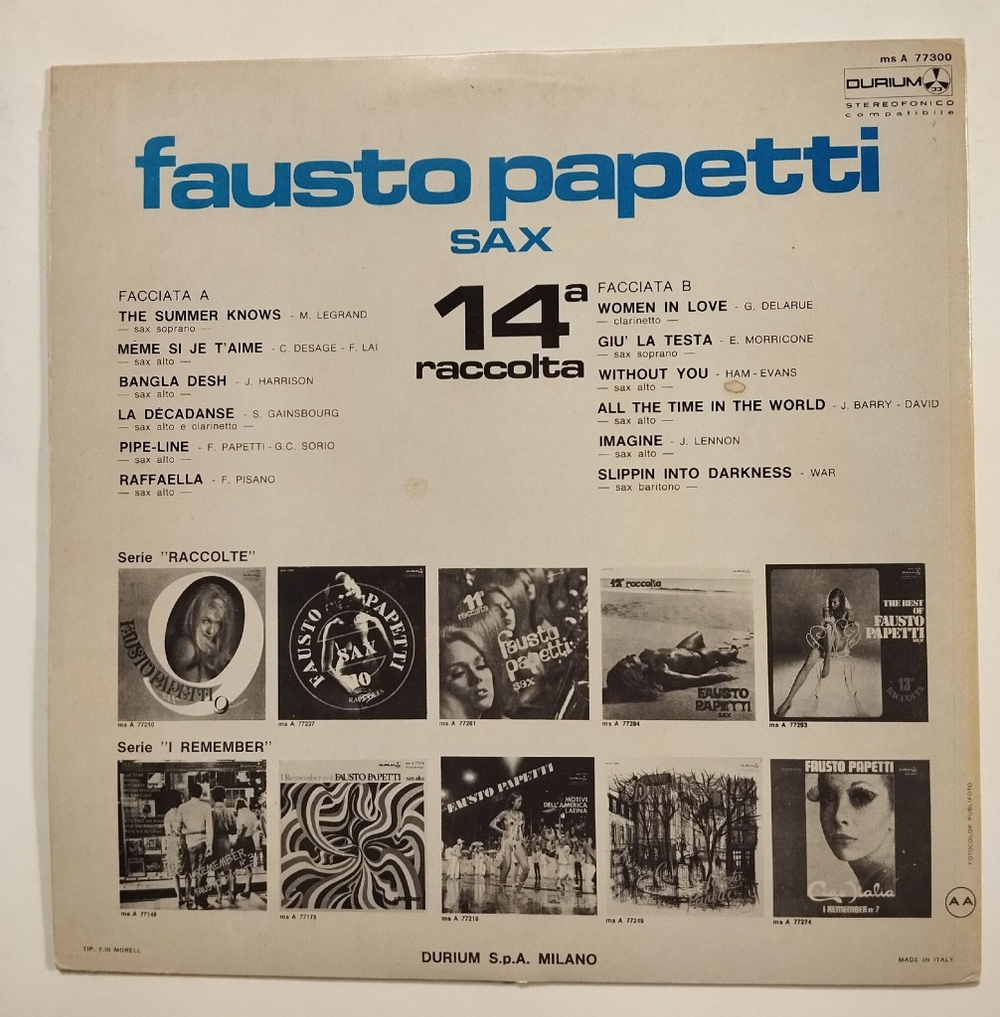 ms A 77300
DURIUM
33
STEREOFONICO
compatibile
fausto papetti
SAX
14a
raccolta
FACCIATA A
THE SUMMER KNOWS - M. LEGRAND
— sax soprano —
MÊME SI JE T'AIME - C. DESAGE - F. LAI
— sax alto —
BANGLA DESH - J. HARRISON
— sax alto —
LA DÉCADANSE - S. GAINSBOURG
— sax alto e clarinetto —
PIPE-LINE - F. PAPETTI - G.C. SORIO
— sax alto —
RAFFAELLA - F. PISANO
— sax alto —
FACCIATA B
WOMEN IN LOVE - G. DELARUE
— clarinetto —
GIU' LA TESTA - E. MORRICONE
— sax soprano —
WITHOUT YOU - HAM - EVANS
— sax alto —
ALL THE TIME IN THE WORLD - J. BARRY - DAVID
— sax alto —
IMAGINE - J. LENNON
— sax alto —
SLIPPIN INTO DARKNESS - WAR
— sax baritono —
Serie "RACCOLTE"
FAUSTO PAPETTI 9
ms A 77210
FAUSTO PAPETTI
SAX
10
RACCOLTA
ms A 77237
11a
raccolta
fausto
papetti
sax
ms A 77261
12a raccolta
FAUSTO
PAPETTI
SAX
ms A 77284
THE BEST
OF
FAUSTO
PAPETTI
13a
RACCOLTA
ms A 77293
Serie "I REMEMBER"
I REMEMBER
ms A 77149
I Remember n.4 FAUSTO PAPETTI sax alto
ms A 77173
FAUSTO PAPETTI
MOTIVI
DELL'AMERICA
LATINA
ms A 77216
ms A 77249
FAUSTO PAPETTI
Ciao Italia
I REMEMBER n° 7
ms A 77274
FOTOCOLOR PUBLIFOTO
AA
TIP. F.lli MORELL
DURIUM S.p.A. MILANO
MADE IN ITALY